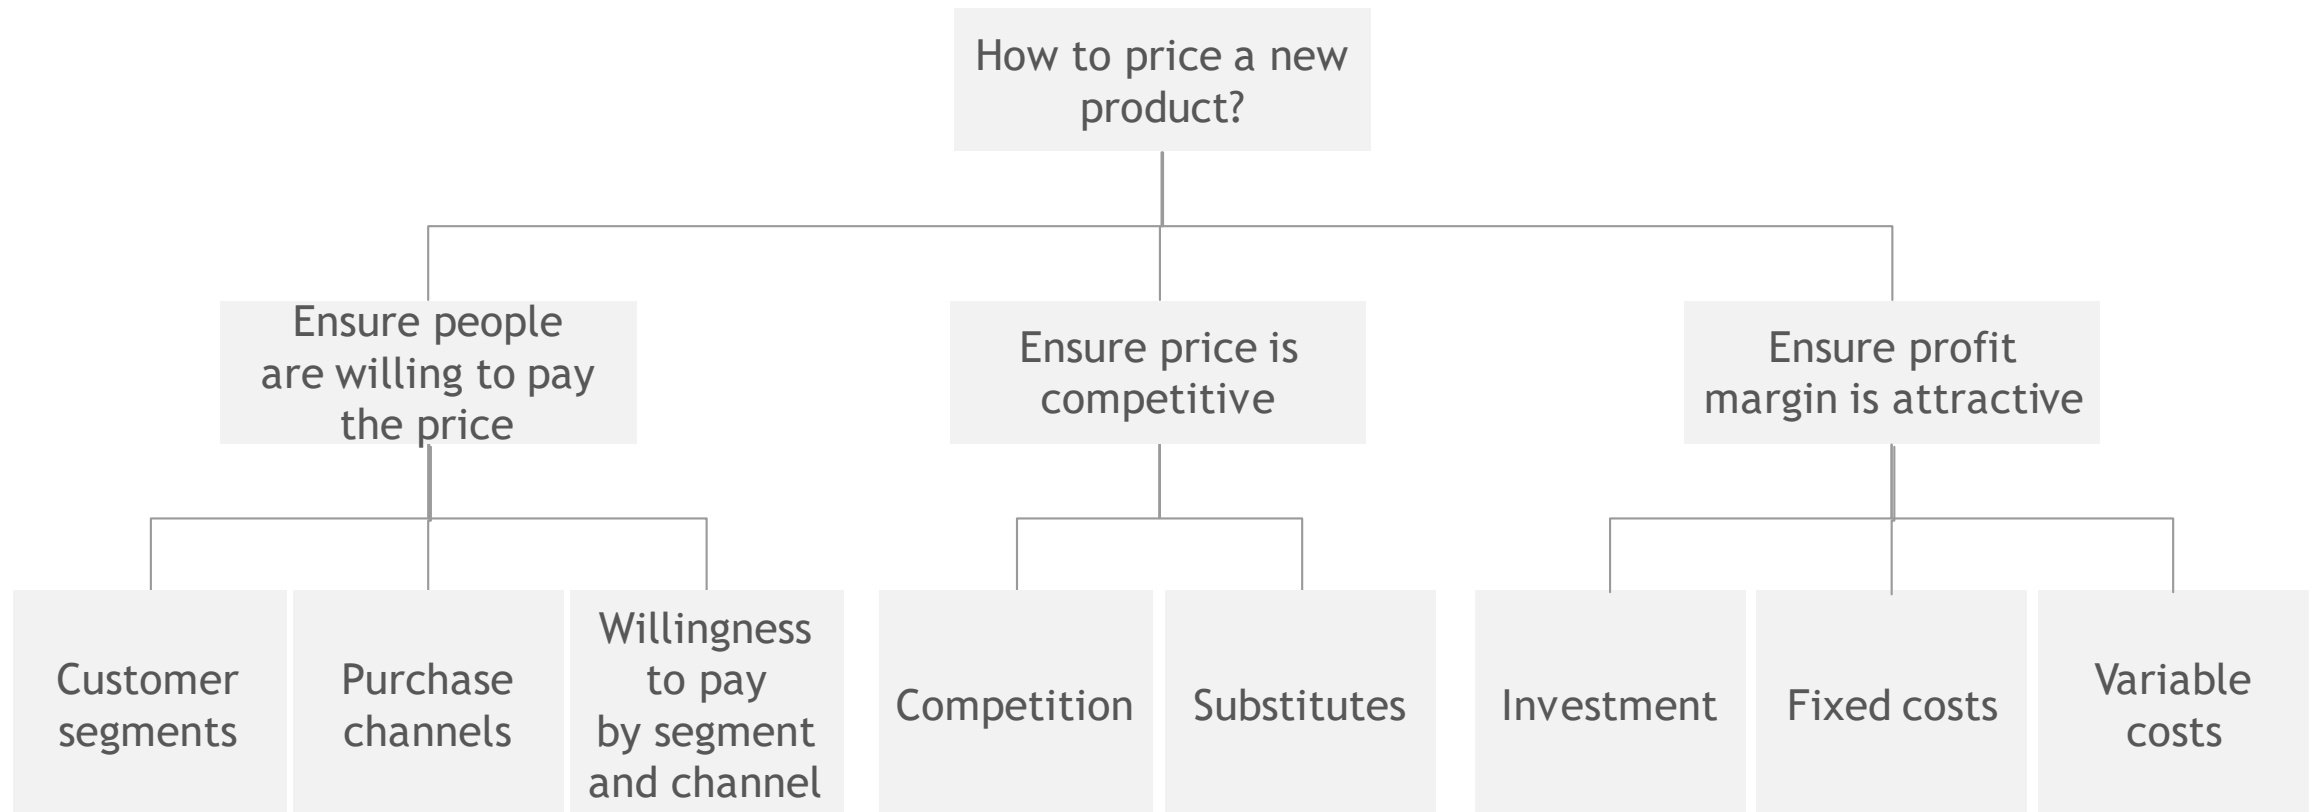 How to price a new
product?
Ensure people
are willing to pay
the price
Ensure price is
competitive
Ensure profit
margin is attractive
Customer
segments
Purchase
channels
Willingness
to pay
by segment
and channel
Competition
Substitutes
Investment
Fixed costs
Variable
costs